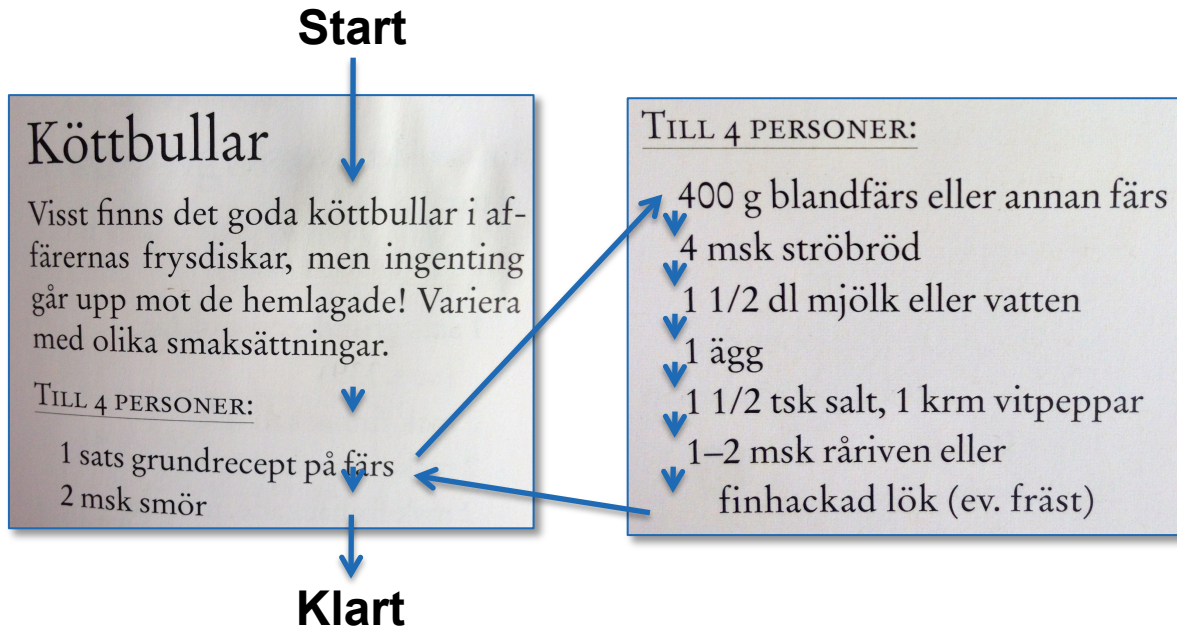 Start
Köttbullar
Visst finns det goda köttbullar i af-
färernas frysdiskar, men ingenting
går upp mot de hemlagade! Variera
med olika smaksättningar.
TILL 4 PERSONER:
1 sats grundrecept på färs
2 msk smör
TILL 4 PERSONER:
400 g blandfärs eller annan färs
4 msk ströbröd
1 1/2 dl mjölk eller vatten
1 ägg
1 1/2 tsk salt, 1 krm vitpeppar
1–2 msk råriven eller
finhackad lök (ev. fräst)
Klart